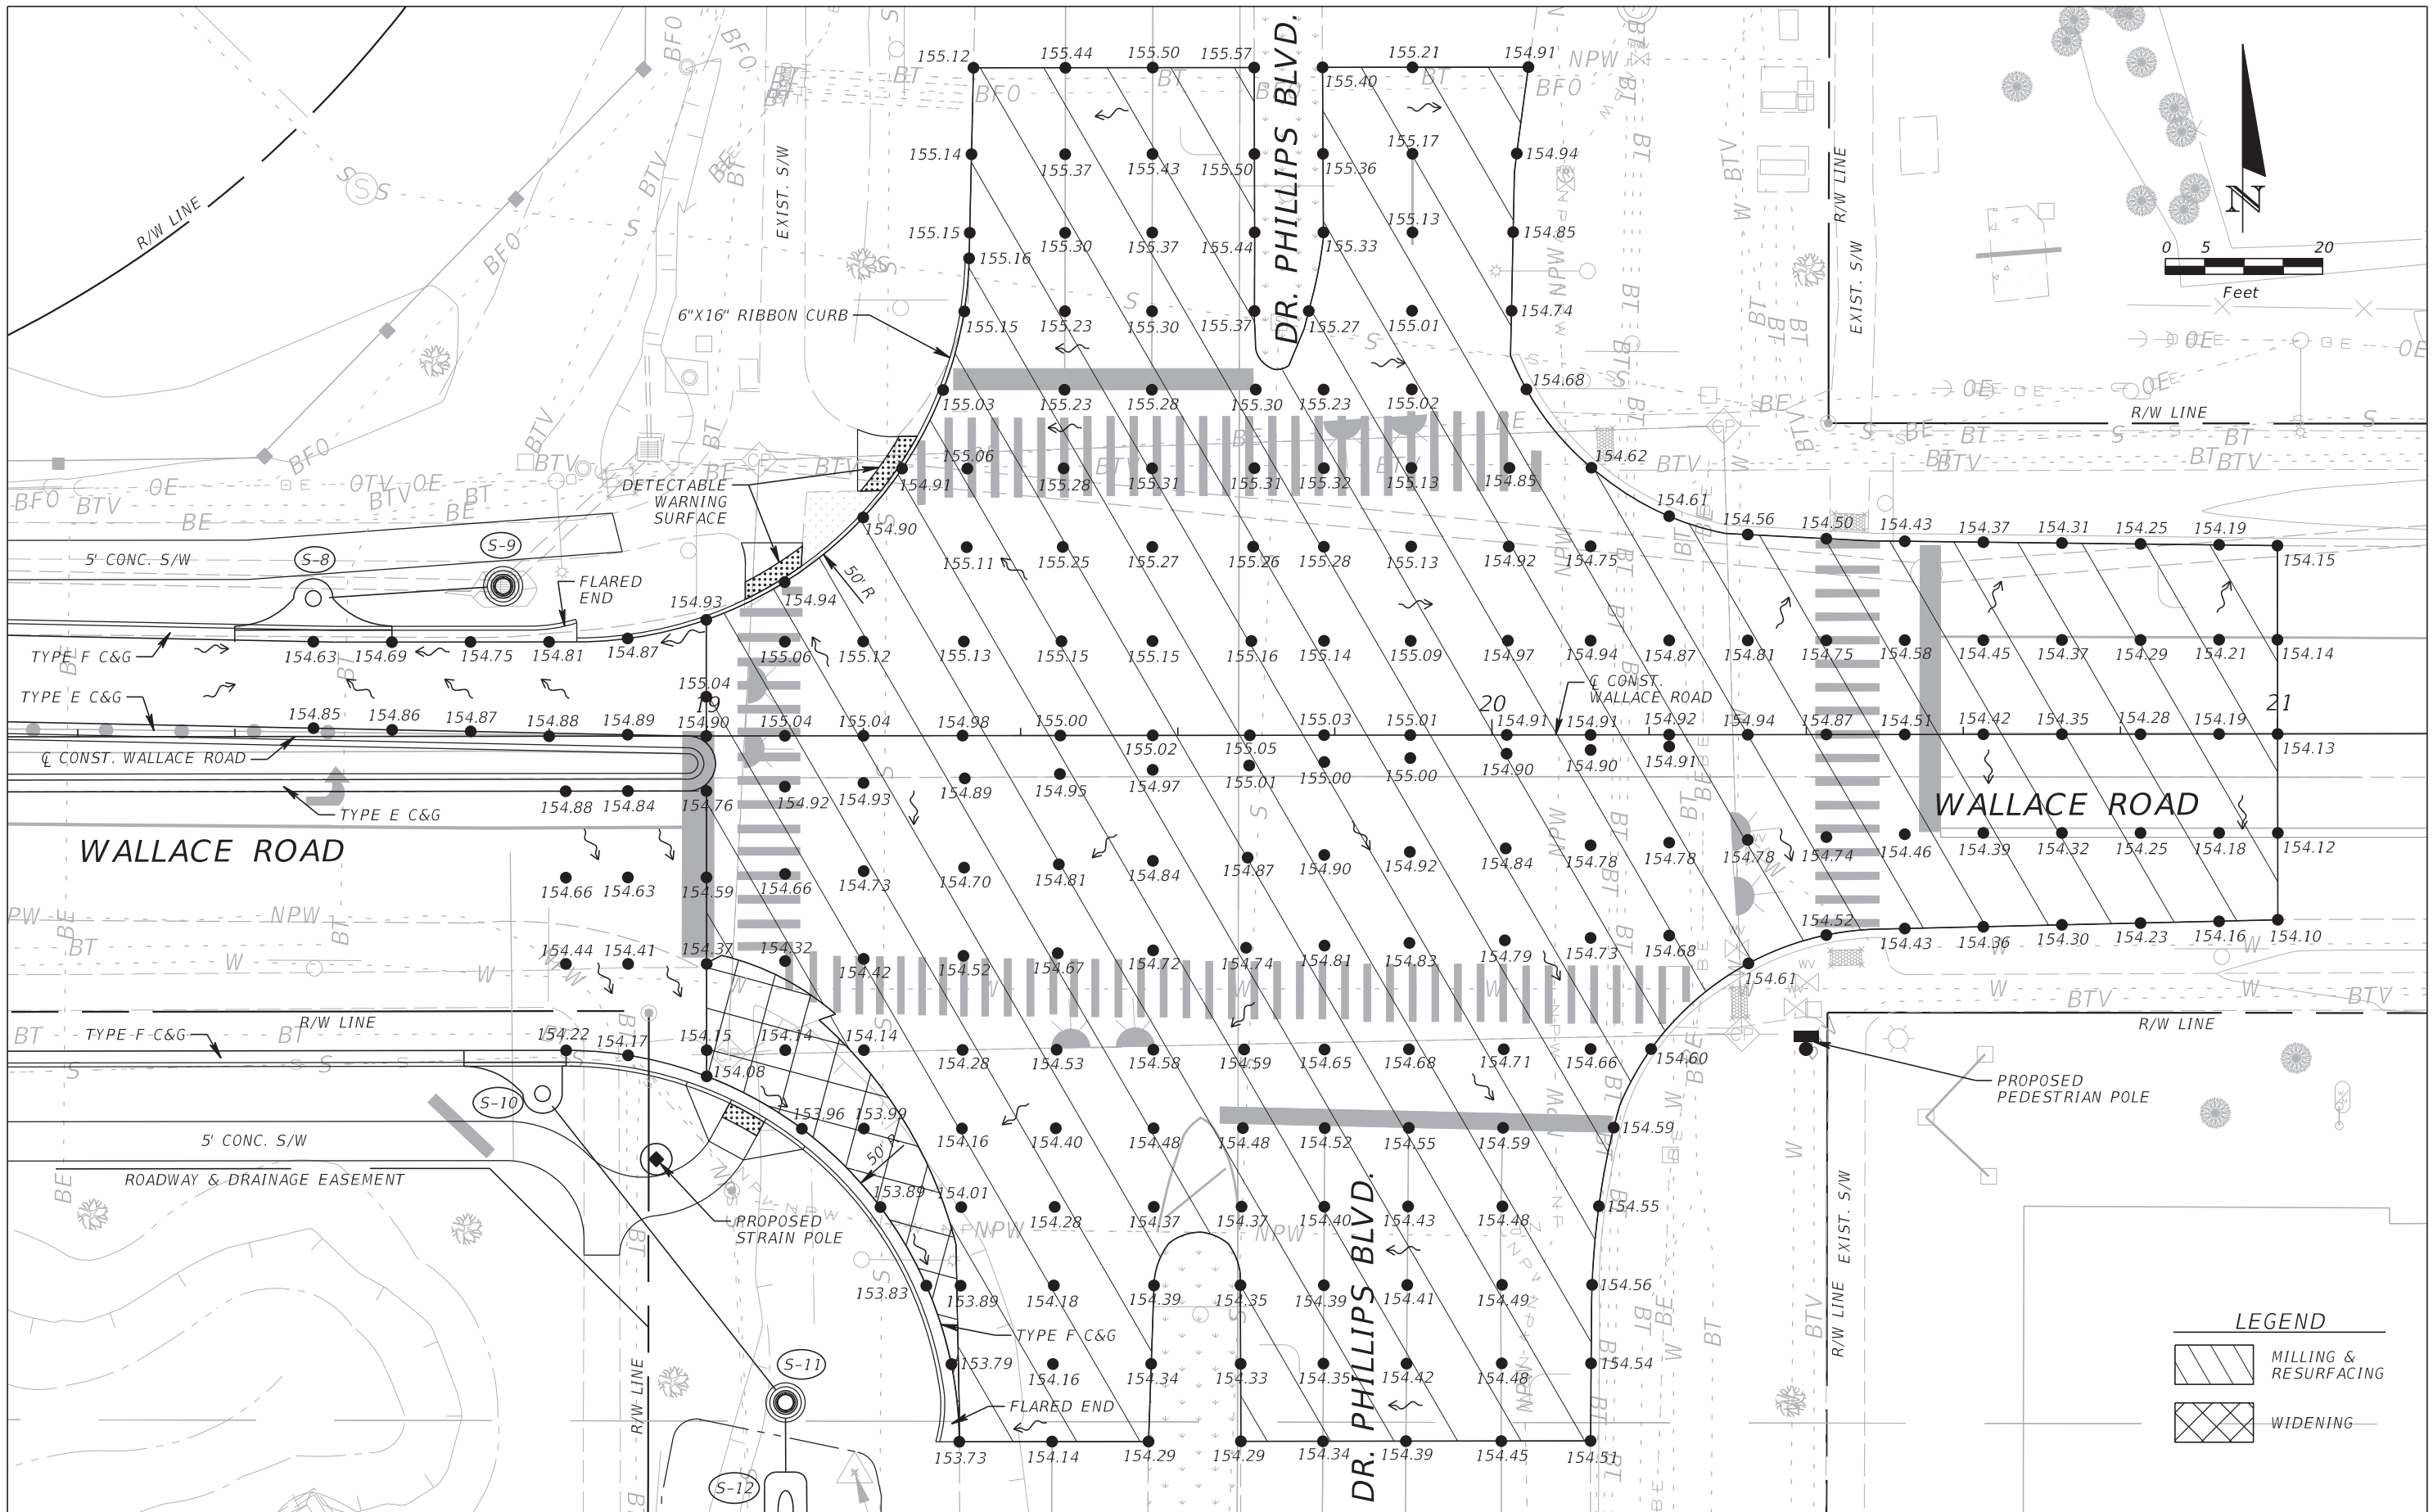 155.12 155.44 155.50 155.57 DR. PHILLIPS BLVD. 155.40 155.21 154.91
BT BT BT BFO BFO BFO NPW
155.14 155.37 155.43 155.50 155.36 155.17 154.94
155.15 155.30 155.37 155.44 155.33 155.13 154.85
155.16
155.15 155.23 155.30 155.37 155.27 155.01 154.74
155.03 155.23 155.28 155.30 155.23 155.02 154.68
155.06 154.91 155.28 155.31 155.31 155.32 155.13 154.85 154.62
154.90 154.61
155.11 155.25 155.27 155.26 155.28 155.13 154.92 154.75
154.56 154.50 154.43 154.37 154.31 154.25 154.19 154.15
R/W LINE
EXIST. S/W
6"X16" RIBBON CURB
DETECTABLE
WARNING
SURFACE
50' R
R/W LINE
EXIST. S/W
R/W LINE
N
0 5 20
Feet
5' CONC. S/W
S-8
S-9
FLARED
END
154.93 154.94
TYPE F C&G
154.63 154.69 154.75 154.81 154.87 155.06 155.12 155.13 155.15 155.15 155.16 155.14 155.09 154.97 154.94 154.87 154.81 154.75 154.58 154.45 154.37 154.29 154.21 154.14
TYPE E C&G
155.04
19 20 21
℄ CONST.
WALLACE ROAD
154.85 154.86 154.87 154.88 154.89 154.90 155.04 155.04 154.98 155.00 155.02 155.05 155.03 155.01 154.91 154.91 154.92 154.94 154.87 154.51 154.42 154.35 154.28 154.19 154.13
℄ CONST. WALLACE ROAD
154.88 154.84 154.76 154.92 154.93 154.89 154.95 154.97 155.01 155.00 155.00 154.90 154.90 154.91
TYPE E C&G
WALLACE ROAD
WALLACE ROAD
154.66 154.63 154.59 154.66 154.73 154.70 154.81 154.84 154.87 154.90 154.92 154.84 154.78 154.78 154.78 154.74 154.46 154.39 154.32 154.25 154.18 154.12
154.44 154.41 154.37 154.32 154.42 154.52 154.67 154.72 154.74 154.81 154.83 154.79 154.73 154.68 154.61 154.52 154.43 154.36 154.30 154.23 154.16 154.10
R/W LINE
R/W LINE
TYPE F C&G
154.22 154.17 154.15 154.14 154.14 154.28 154.53 154.58 154.59 154.65 154.68 154.71 154.66 154.60
154.08
PROPOSED
PEDESTRIAN POLE
S-10
153.96 153.99 154.16 154.40 154.48 154.48 154.52 154.55 154.59 154.59
5' CONC. S/W
50' R
ROADWAY & DRAINAGE EASEMENT
153.89 154.01 154.28 154.37 154.37 154.40 154.43 154.48 154.55
PROPOSED
STRAIN POLE
153.83 153.89 154.18 154.39 154.35 154.39 154.41 154.49 154.56
TYPE F C&G
153.79 154.16 154.34 154.33 154.35 154.42 154.48 154.54
FLARED END
153.73 154.14 154.29 154.29 154.34 154.39 154.45 154.51
DR. PHILLIPS BLVD.
R/W LINE
R/W LINE
EXIST. S/W
S-11
S-12
LEGEND
MILLING &
RESURFACING
WIDENING